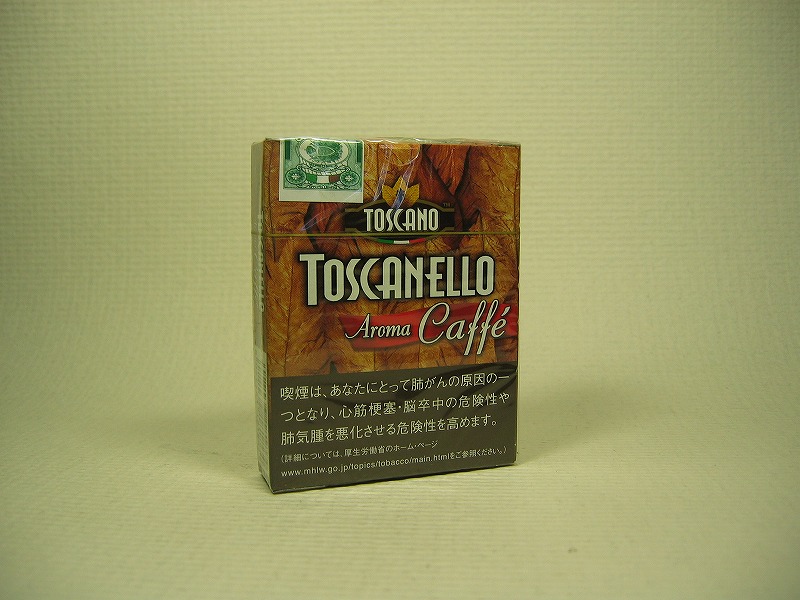 TOSCANO
TOSCANELLO
Aroma Caffé
喫煙は、あなたにとって肺がんの原因の一
つとなり、心筋梗塞・脳卒中の危険性や
肺気腫を悪化させる危険性を高めます。
(詳細については、厚生労働省のホーム・ページ
www.mhlw.go.jp/topics/tobacco/main.htmlをご参照ください。)